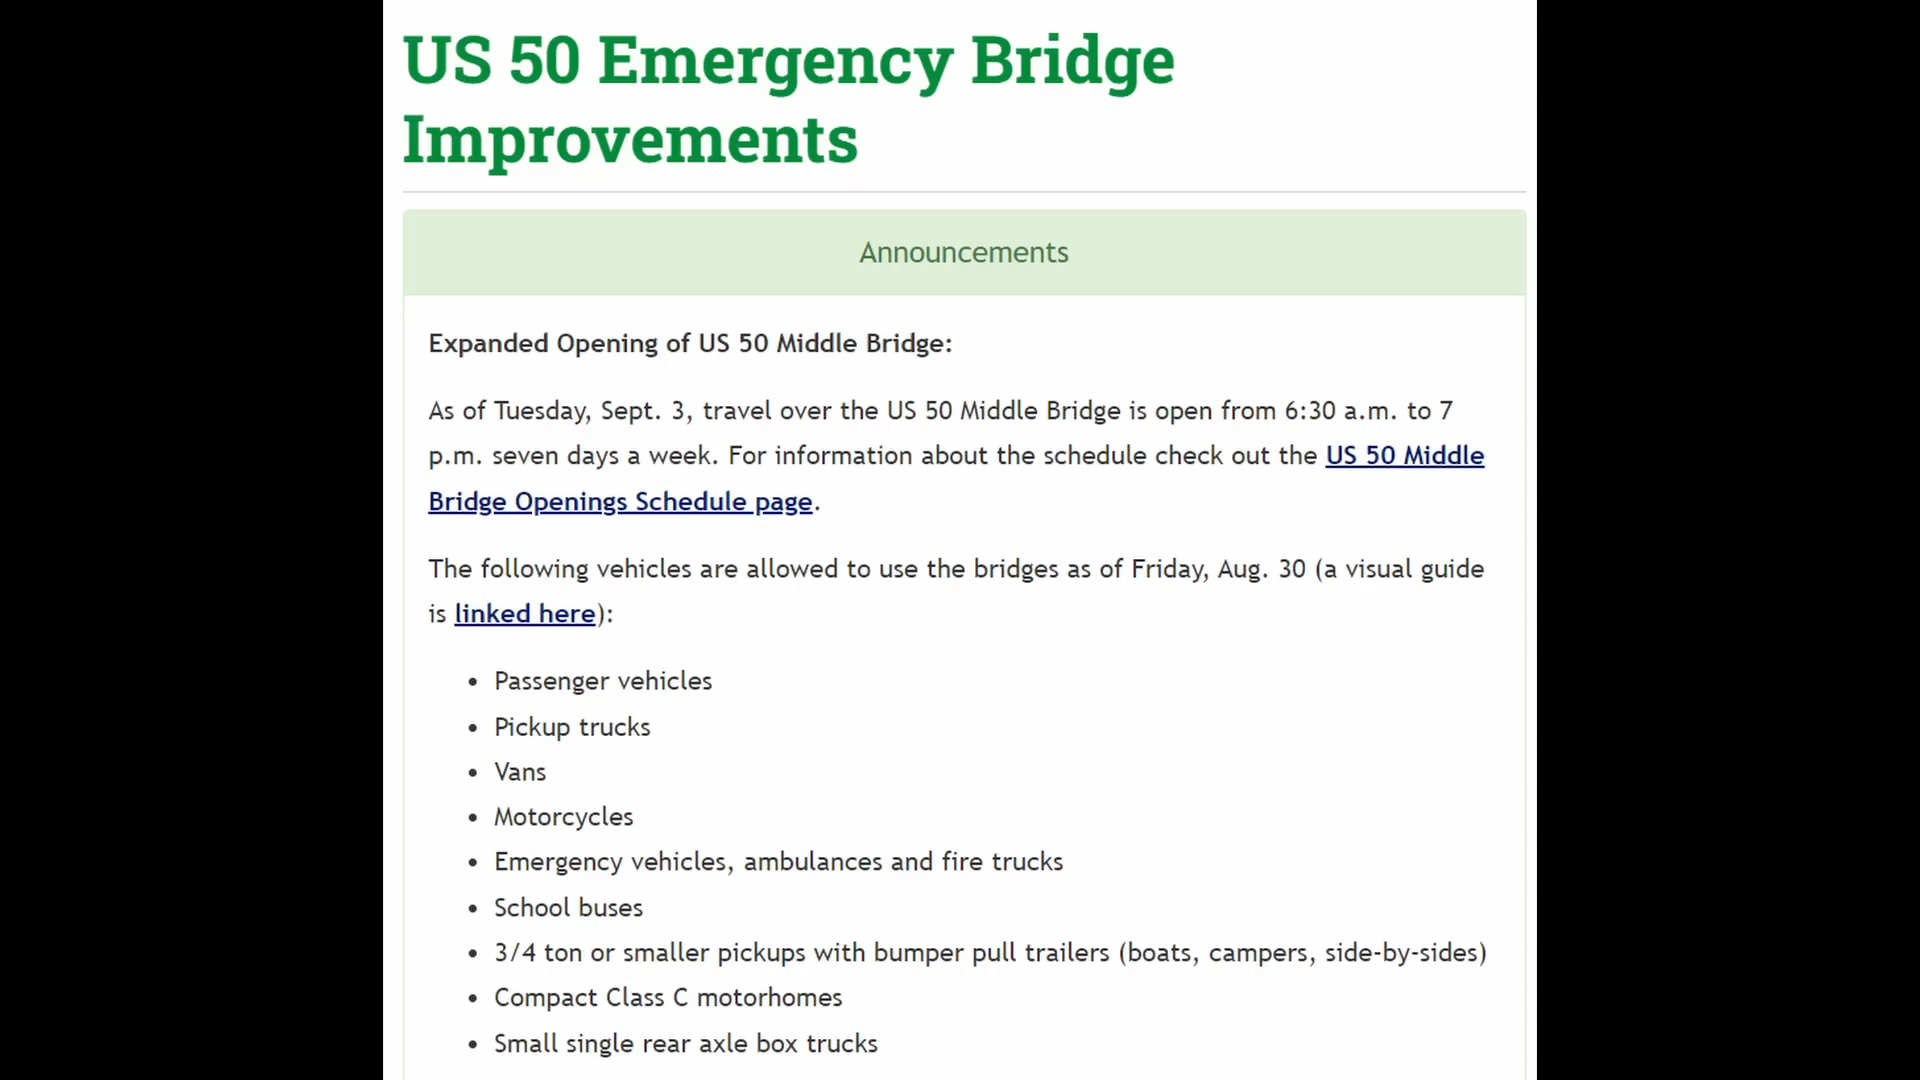 US 50 Emergency Bridge
Improvements
Announcements
Expanded Opening of US 50 Middle Bridge:
As of Tuesday, Sept. 3, travel over the US 50 Middle Bridge is open from 6:30 a.m. to 7
p.m. seven days a week. For information about the schedule check out the US 50 Middle
Bridge Openings Schedule page.
The following vehicles are allowed to use the bridges as of Friday, Aug. 30 (a visual guide
is linked here):
• Passenger vehicles
• Pickup trucks
• Vans
• Motorcycles
• Emergency vehicles, ambulances and fire trucks
• School buses
• 3/4 ton or smaller pickups with bumper pull trailers (boats, campers, side-by-sides)
• Compact Class C motorhomes
• Small single rear axle box trucks